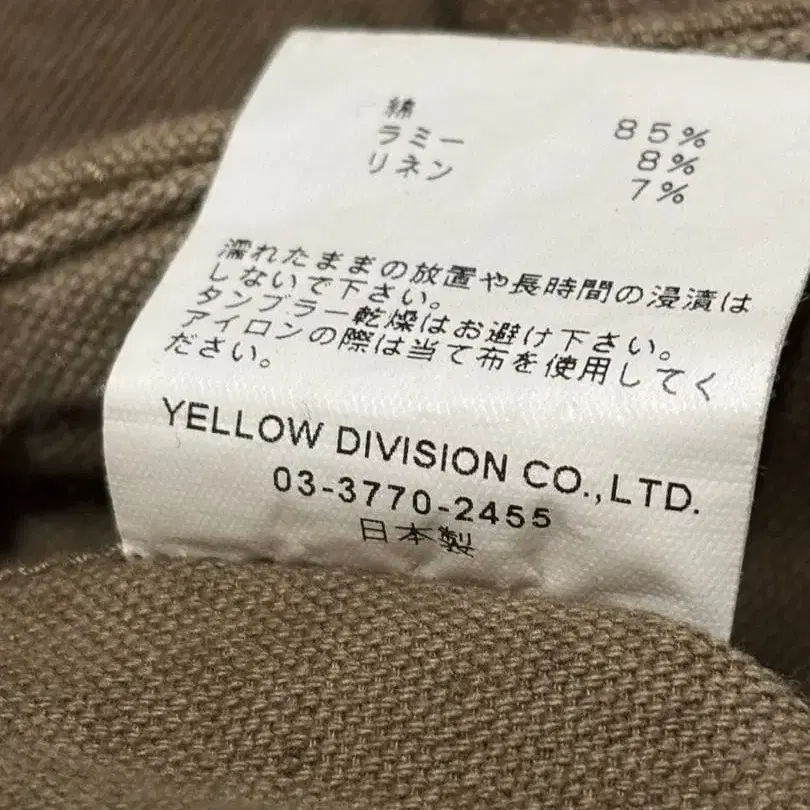 綿 85%
ラミー 8%
リネン 7%
濡れたままの放置や長時間の浸漬は
しないで下さい。
タンブラー乾燥はお避け下さい。
アイロンの際は当て布を使用してく
ださい。
YELLOW DIVISION CO.,LTD.
03-3770-2455
日本製